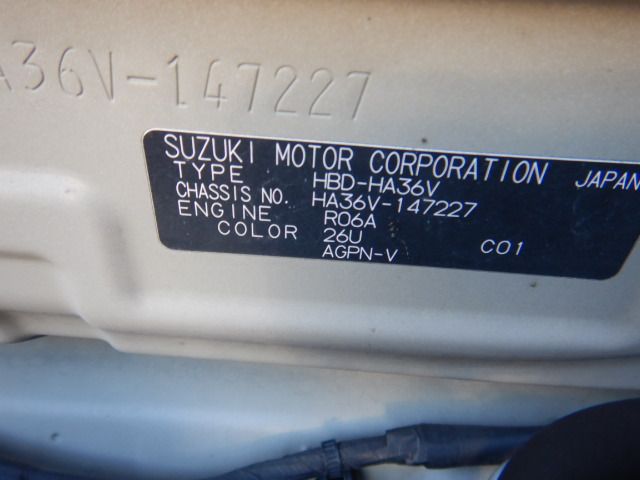 A36V-147227
SUZUKI MOTOR CORPORATION JAPAN
TYPE HBD-HA36V
CHASSIS NO. HA36V-147227
ENGINE R06A
COLOR 26U
AGPN-V C01